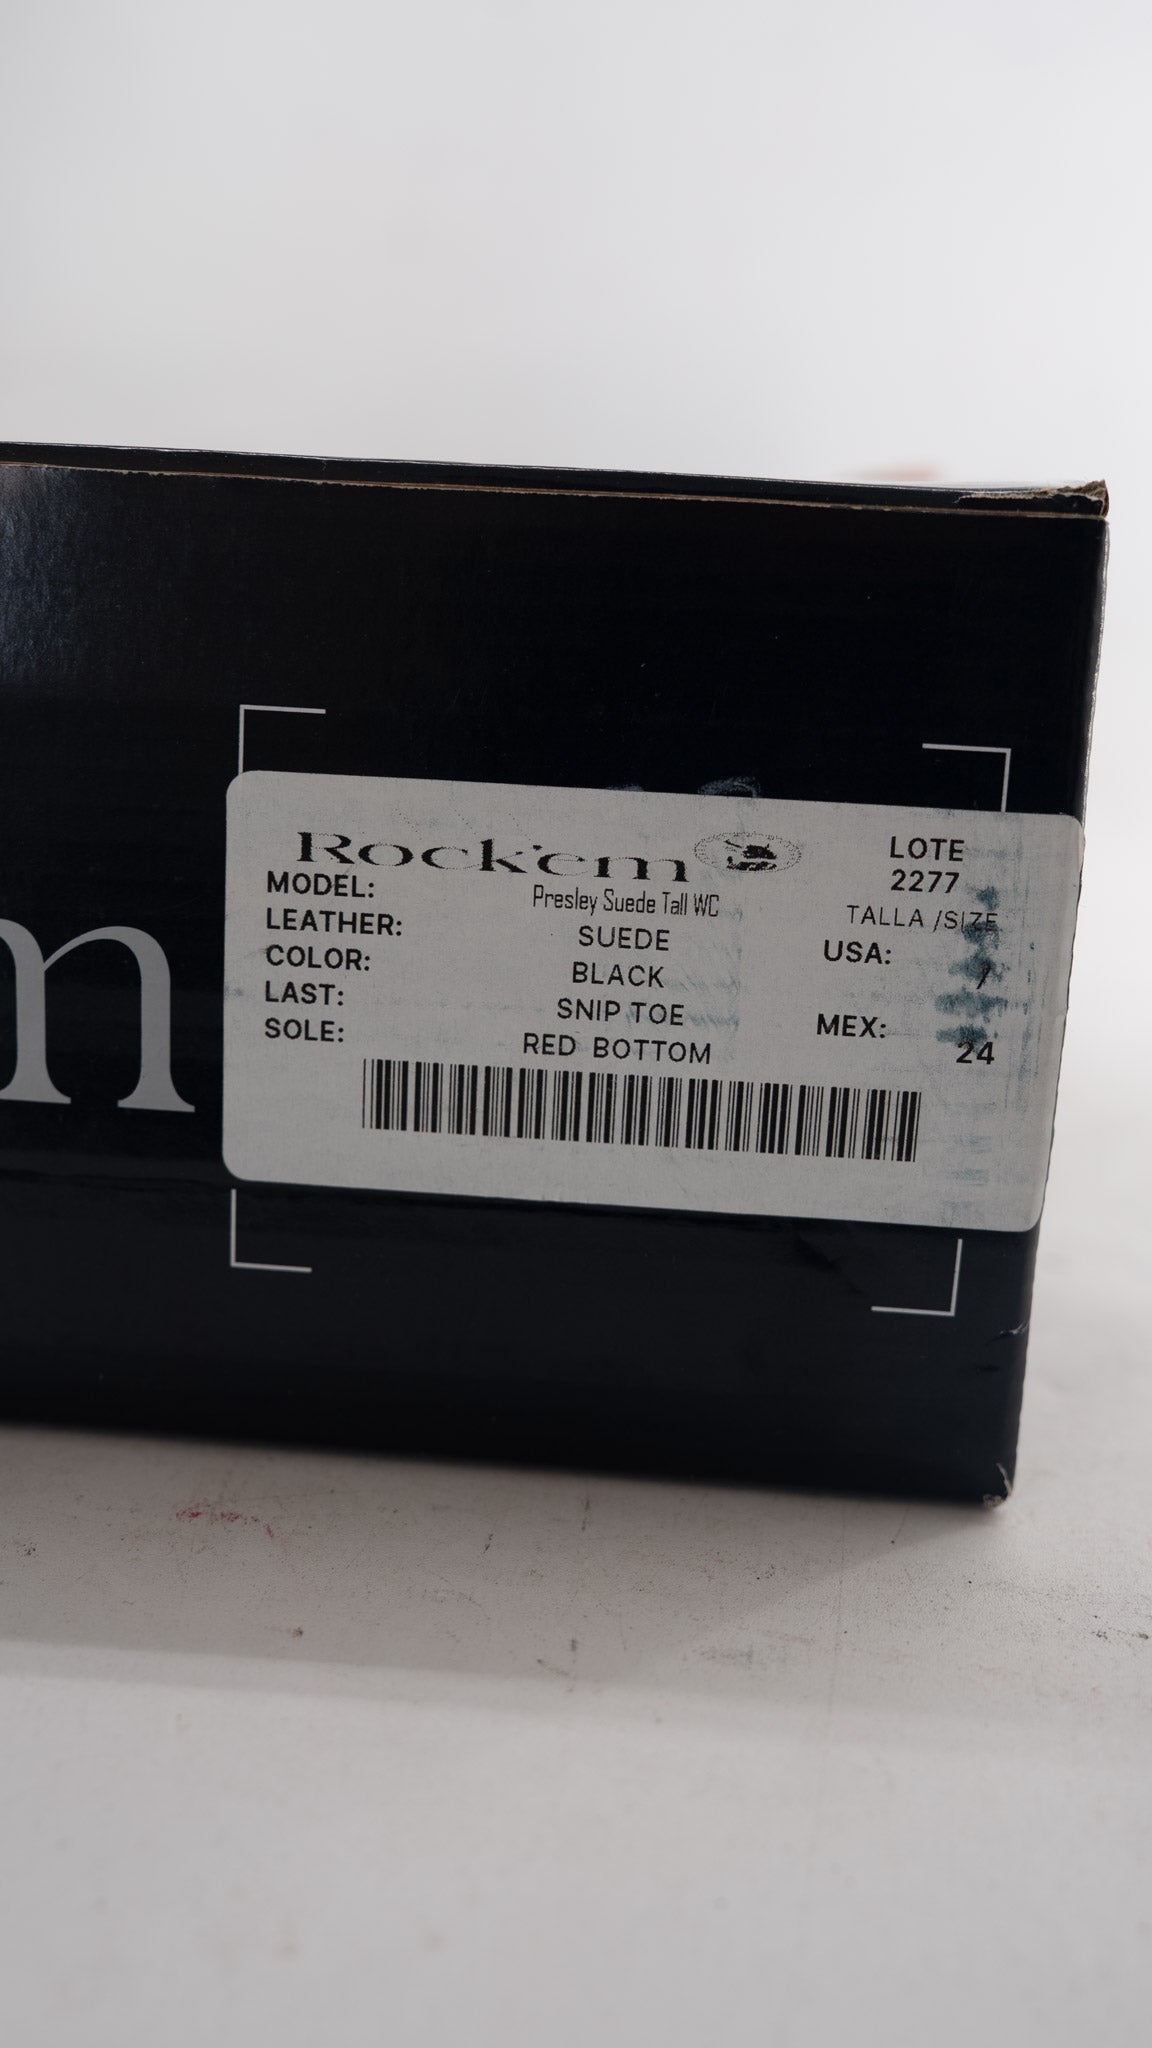 m
Rock'em
LOTE
2277
MODEL: Presley Suede Tall WC
TALLA /SIZE
LEATHER: SUEDE
USA: 7
COLOR: BLACK
LAST: SNIP TOE
MEX: 24
SOLE: RED BOTTOM